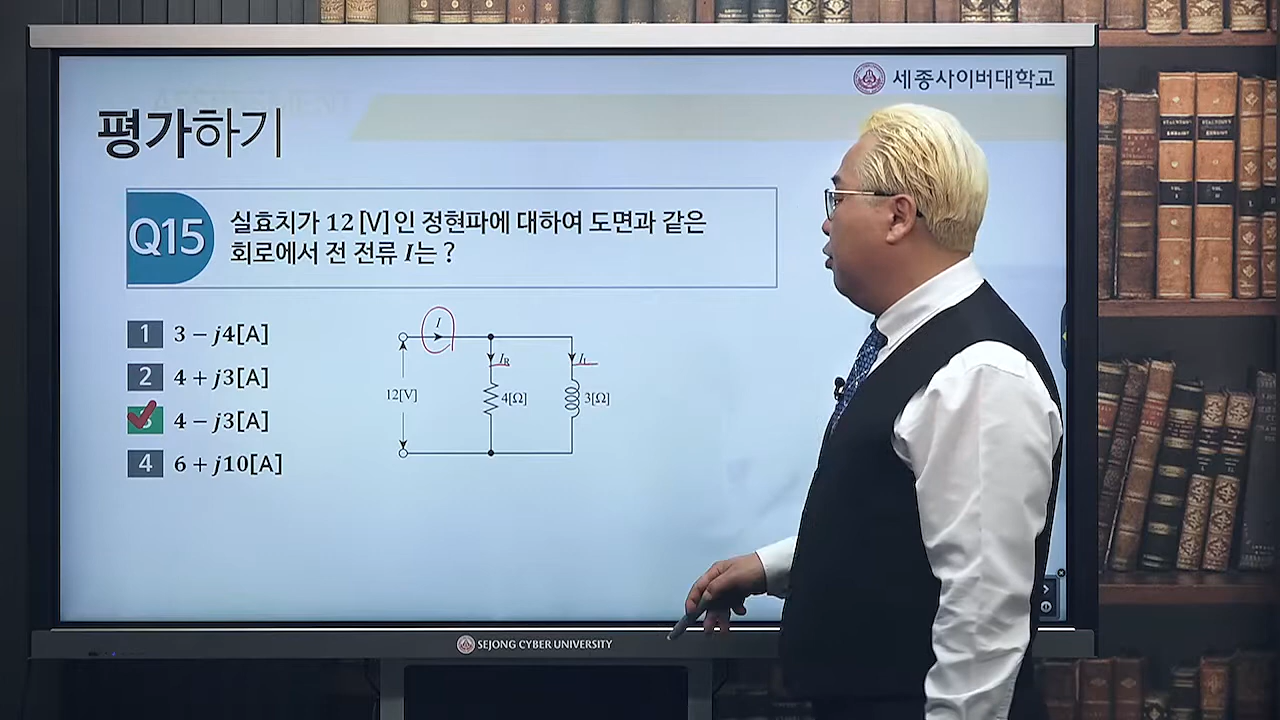 세종사이버대학교
평가하기
Q15
실효치가 12 [V]인 정현파에 대하여 도면과 같은
회로에서 전 전류 I는 ?
1 3 − j4[A]
2 4 + j3[A]
3 4 − j3[A]
4 6 + j10[A]
I
I_R
I_L
12[V]
4[Ω]
3[Ω]
SEJONG CYBER UNIVERSITY